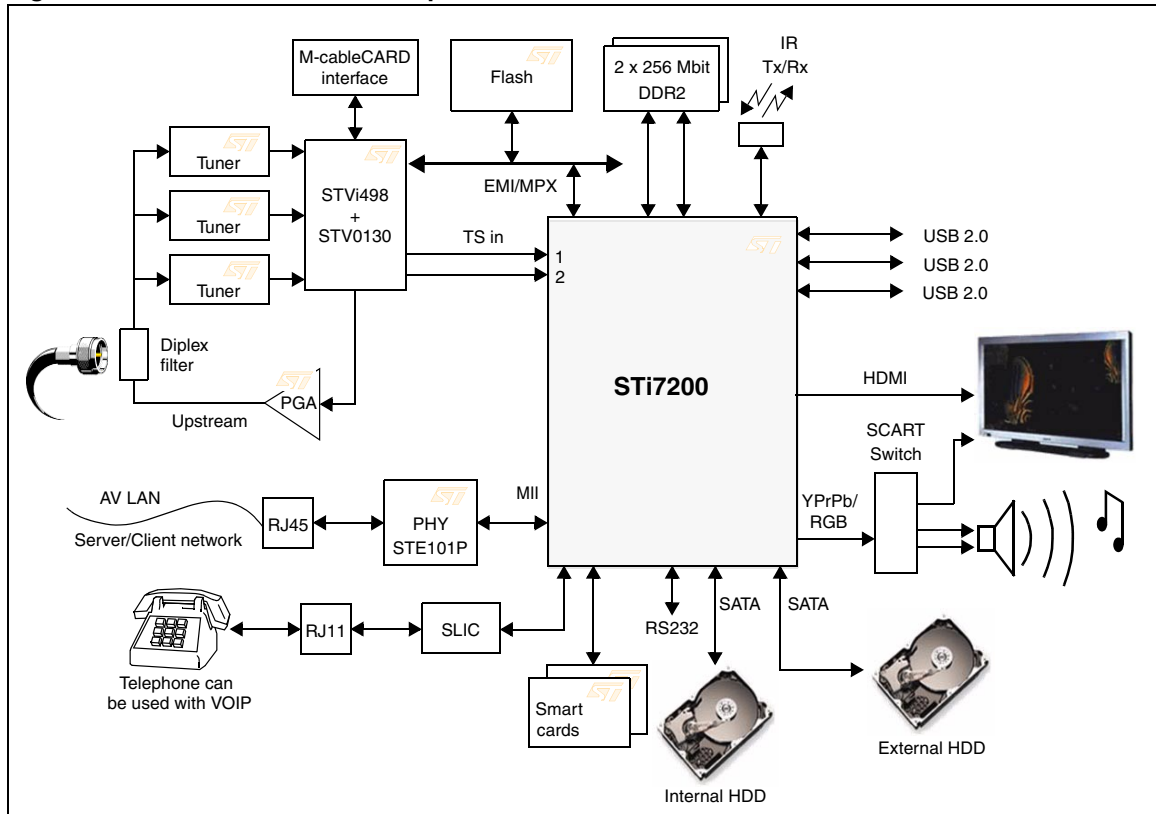 M-cableCARD
interface
Flash
2 x 256 Mbit
DDR2
IR
Tx/Rx
Tuner
Tuner
Tuner
STVi498
+
STV0130
EMI/MPX
TS in
1
2
USB 2.0
USB 2.0
USB 2.0
Diplex
filter
PGA
Upstream
STi7200
HDMI
SCART
Switch
YPrPb/
RGB
AV LAN
Server/Client network
RJ45
PHY
STE101P
MII
RJ11
SLIC
Telephone can
be used with VOIP
Smart
cards
RS232
SATA
SATA
Internal HDD
External HDD